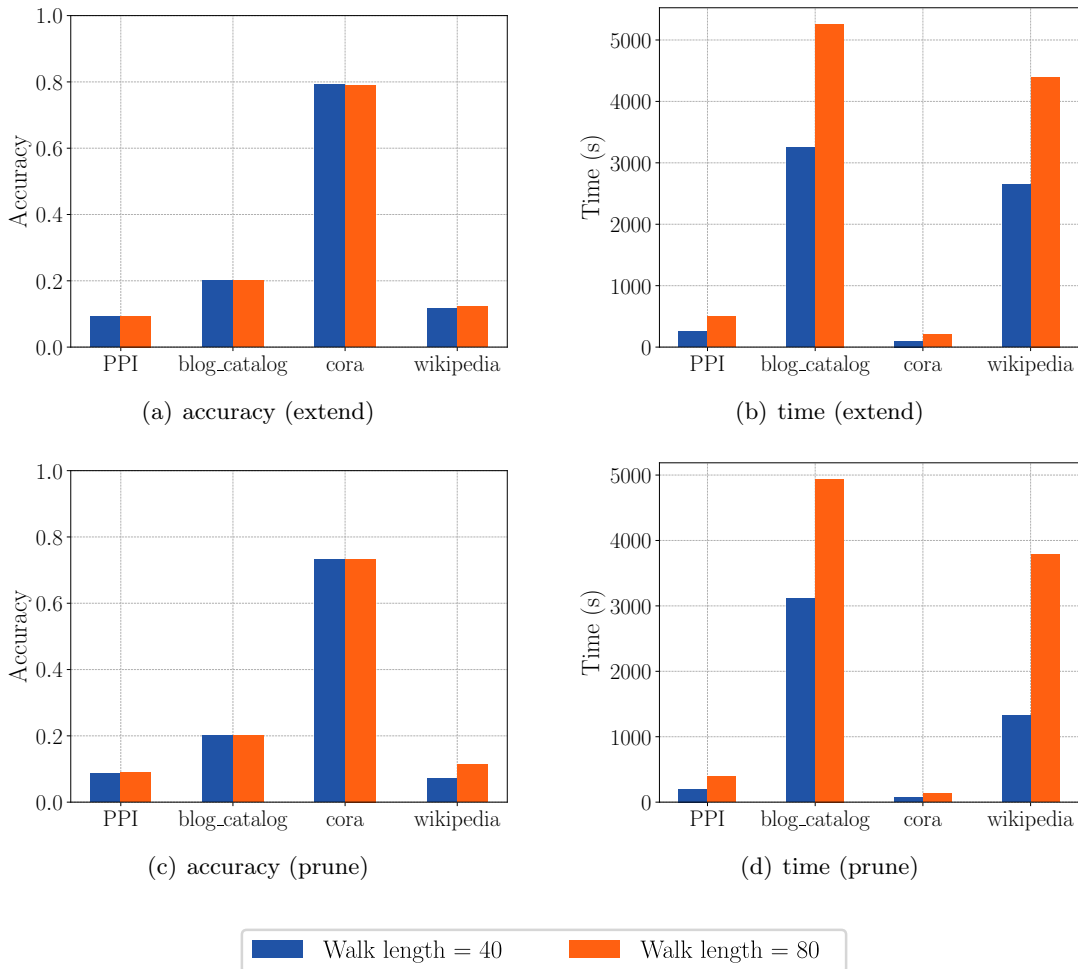 1.0
0.8
0.6
0.4
0.2
0.0
Accuracy
PPI blog_catalog cora wikipedia
(a) accuracy (extend)
5000
4000
3000
2000
1000
0
Time (s)
PPI blog_catalog cora wikipedia
(b) time (extend)
1.0
0.8
0.6
0.4
0.2
0.0
Accuracy
PPI blog_catalog cora wikipedia
(c) accuracy (prune)
5000
4000
3000
2000
1000
0
Time (s)
PPI blog_catalog cora wikipedia
(d) time (prune)
Walk length = 40 Walk length = 80